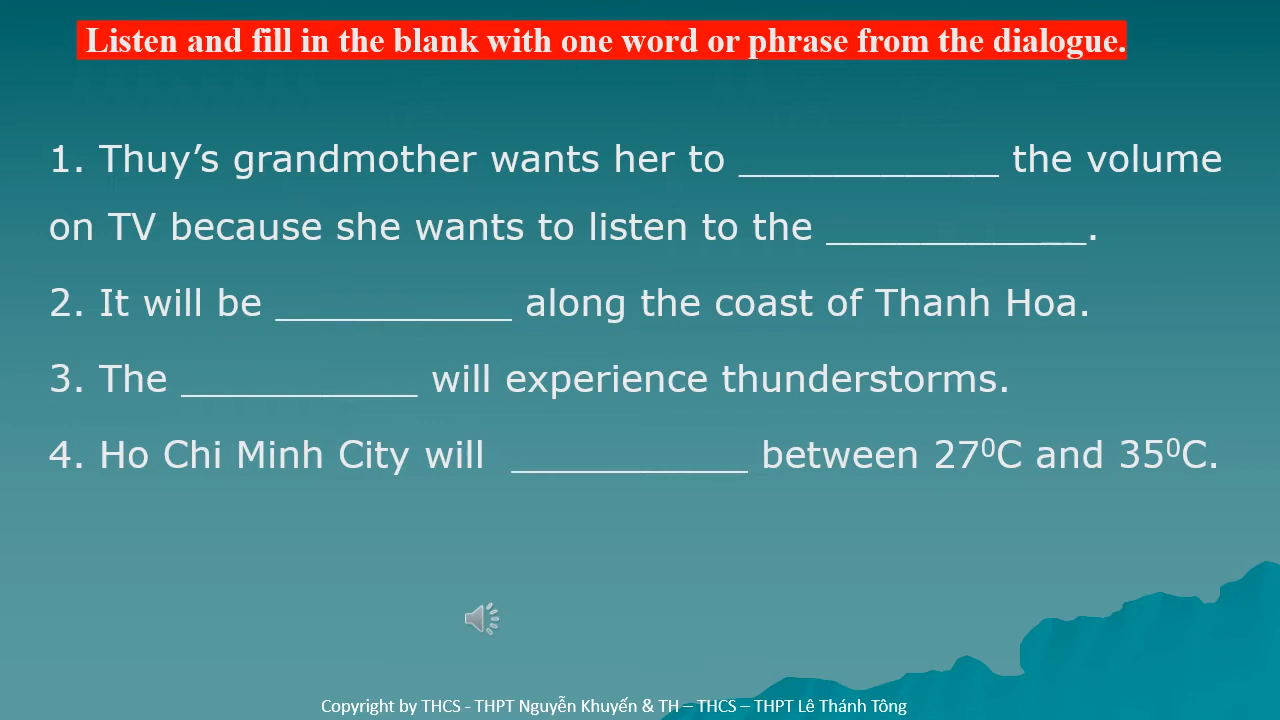 Listen and fill in the blank with one word or phrase from the dialogue.
1. Thuy’s grandmother wants her to ___________ the volume
on TV because she wants to listen to the ___________.
2. It will be __________ along the coast of Thanh Hoa.
3. The __________ will experience thunderstorms.
4. Ho Chi Minh City will __________ between 27⁰C and 35⁰C.
Copyright by THCS - THPT Nguyễn Khuyến & TH – THCS – THPT Lê Thánh Tông